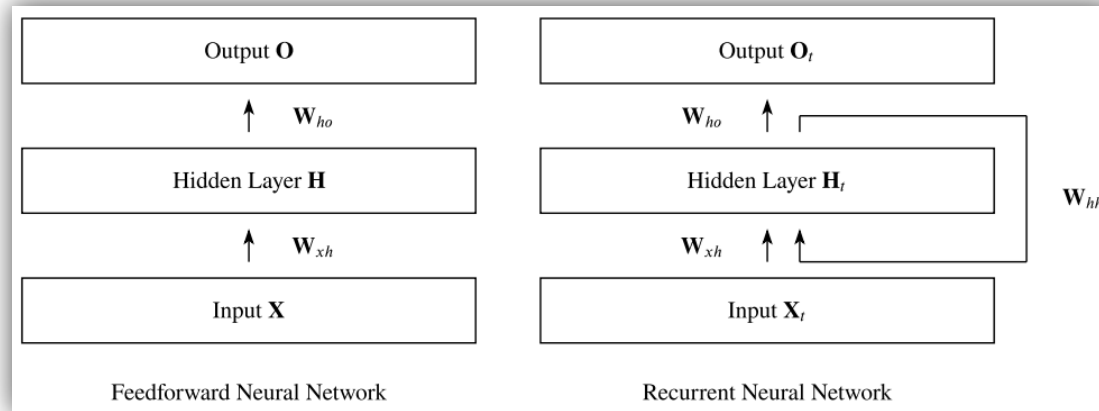 Output O
W_ho
Hidden Layer H
W_xh
Input X
Feedforward Neural Network
Output O_t
W_ho
Hidden Layer H_t
W_hh
W_xh
Input X_t
Recurrent Neural Network